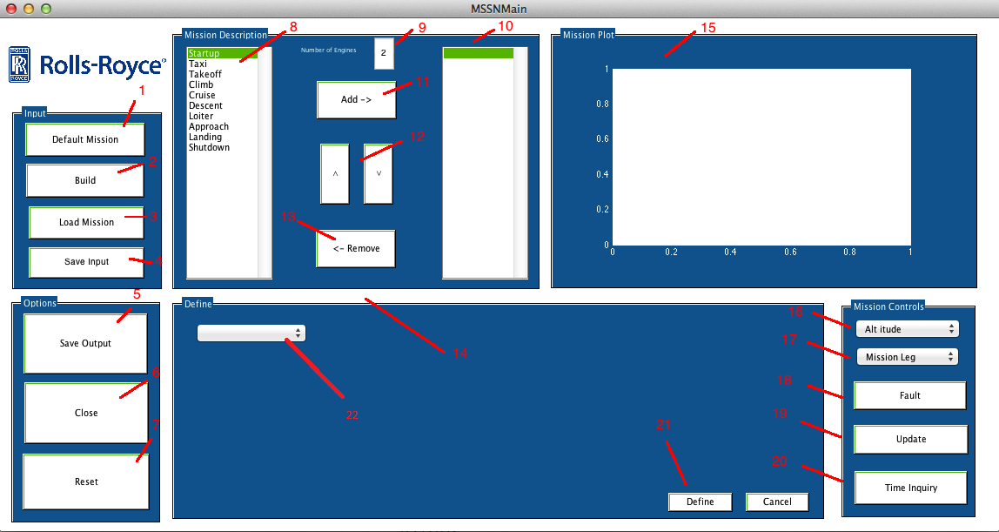 MSSNMain
ROLLS
RR
ROYCE
Rolls-Royce
Input
1
Default Mission
2
Build
3
Load Mission
4
Save Input
Mission Description
8
Startup
Taxi
Takeoff
Climb
Cruise
Descent
Loiter
Approach
Landing
Shutdown
Number of Engines
9
2
10
11
Add ->
12
^
v
13
<- Remove
Mission Plot
15
1
0.8
0.6
0.4
0.2
0
0
0.2
0.4
0.6
0.8
1
Options
5
Save Output
6
Close
7
Reset
Define
14
22
21
Define
Cancel
Mission Controls
16
Alt itude
17
Mission Leg
18
Fault
19
Update
20
Time Inquiry